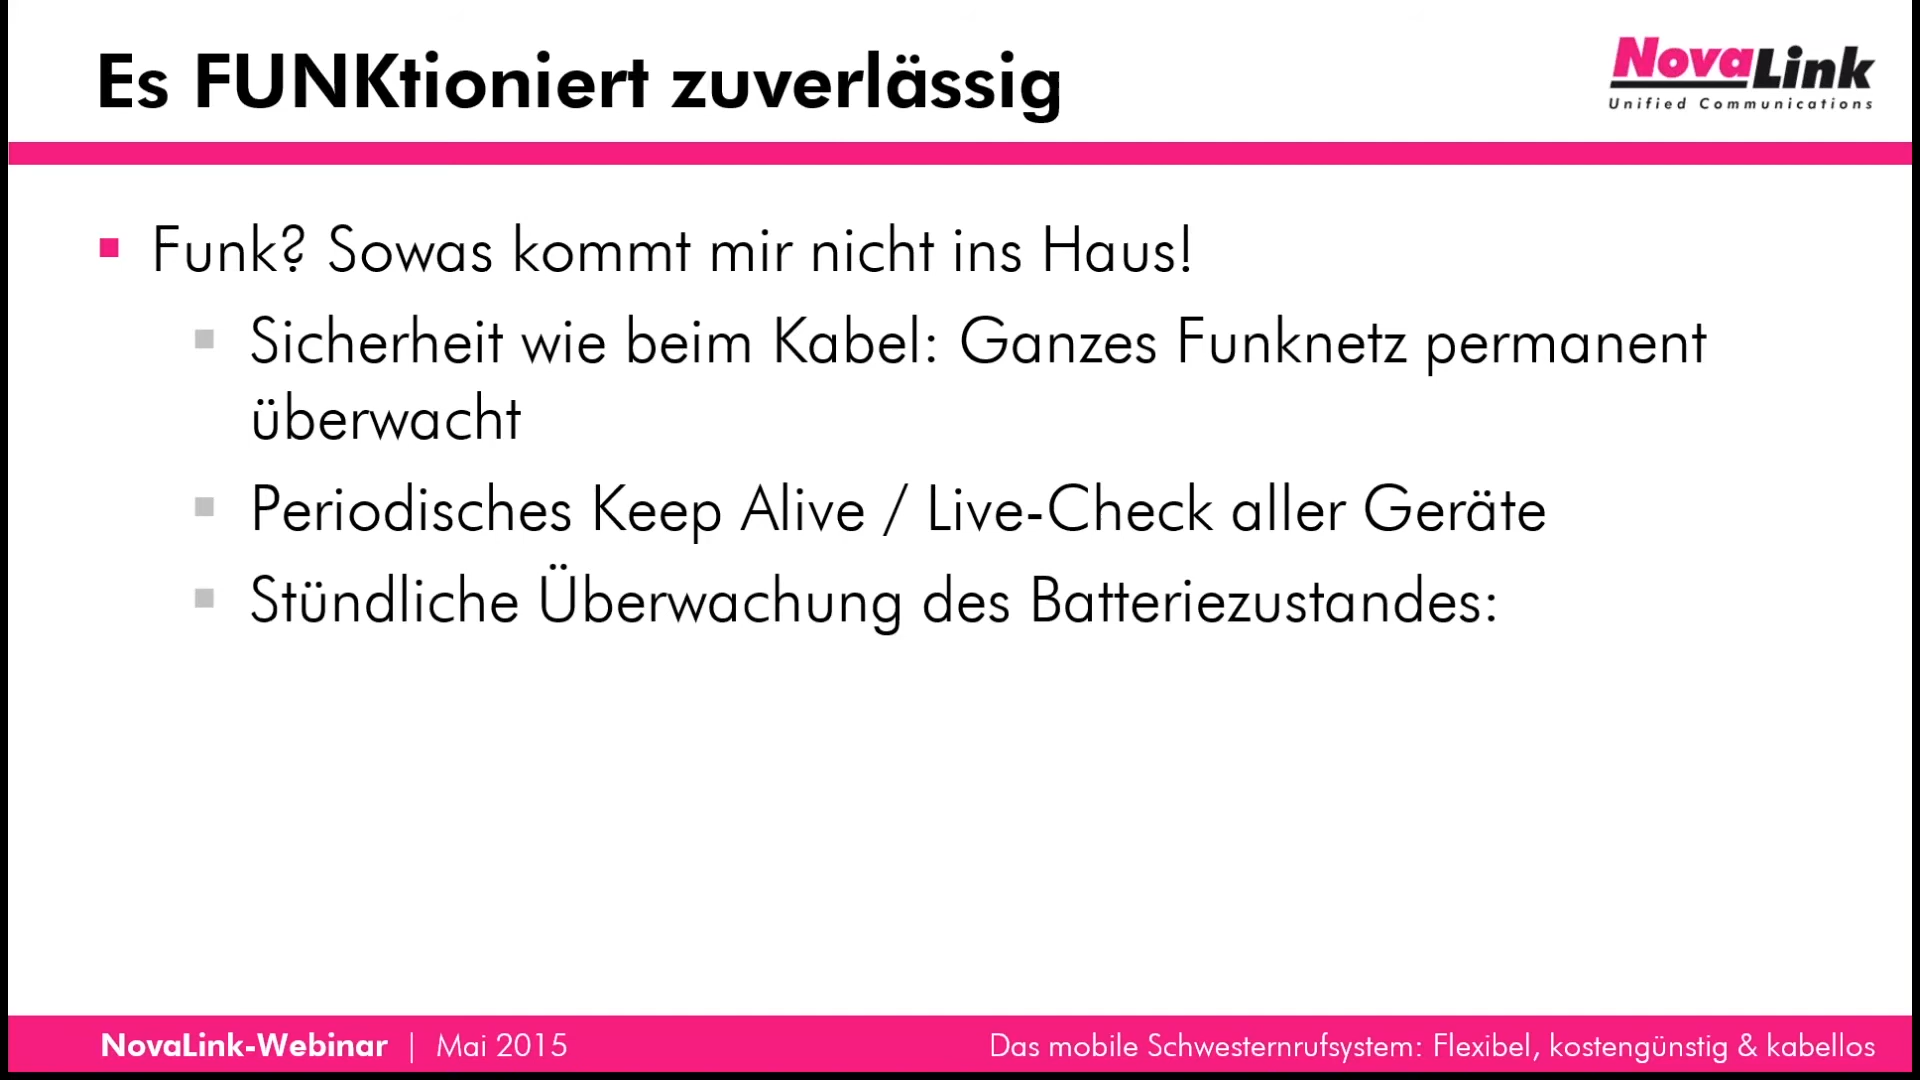 Es FUNKtioniert zuverlässig
NovaLink
Unified Communications
Funk? Sowas kommt mir nicht ins Haus!
Sicherheit wie beim Kabel: Ganzes Funknetz permanent
überwacht
Periodisches Keep Alive / Live-Check aller Geräte
Stündliche Überwachung des Batteriezustandes:
NovaLink-Webinar | Mai 2015
Das mobile Schwesternrufsystem: Flexibel, kostengünstig & kabellos